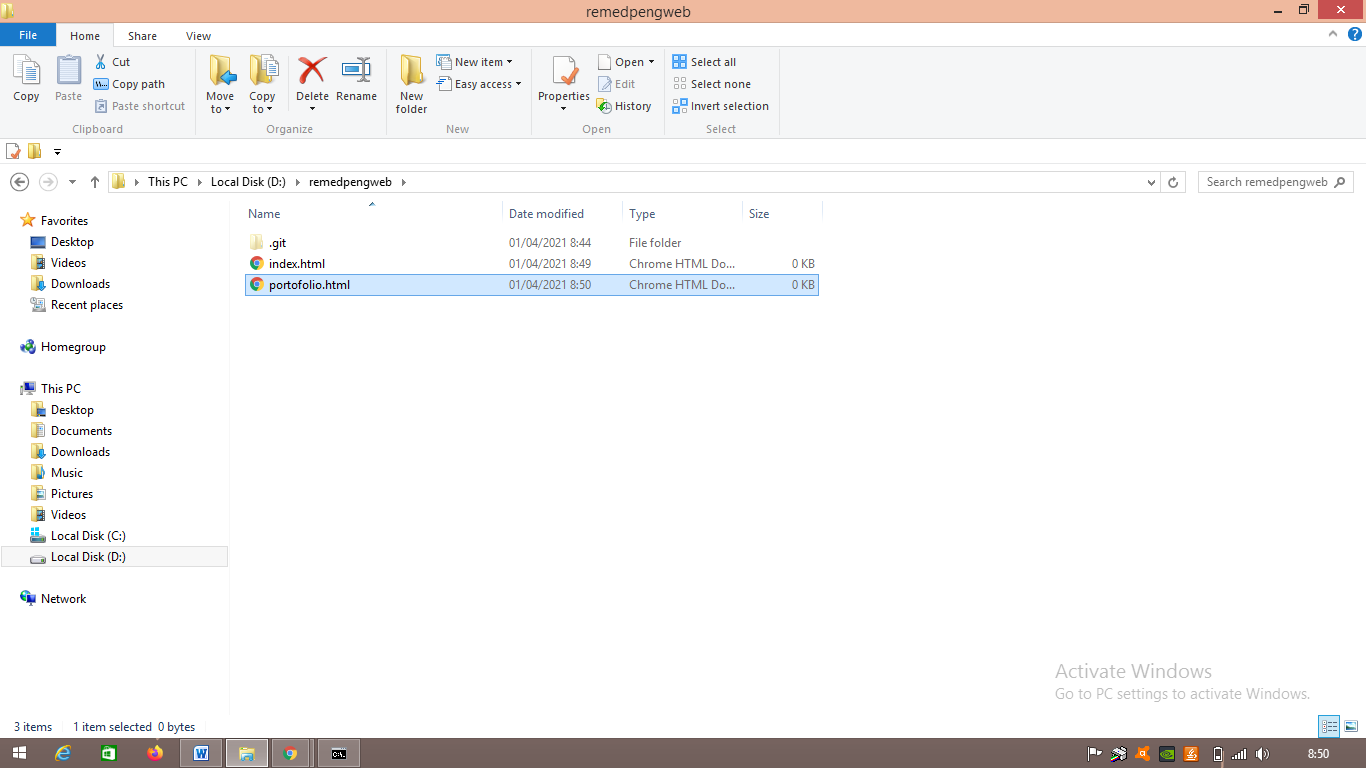 remedpengweb
File Home Share View
Copy Paste Cut Copy path Paste shortcut
Clipboard
Move to Copy to Delete Rename
Organize
New folder New item Easy access
New
Properties Open Edit History
Open
Select all Select none Invert selection
Select
This PC Local Disk (D:) remedpengweb
Search remedpengweb
Favorites
Desktop
Videos
Downloads
Recent places
Homegroup
This PC
Desktop
Documents
Downloads
Music
Pictures
Videos
Local Disk (C:)
Local Disk (D:)
Network
Name Date modified Type Size
.git 01/04/2021 8:44 File folder
index.html 01/04/2021 8:49 Chrome HTML Do... 0 KB
portofolio.html 01/04/2021 8:50 Chrome HTML Do... 0 KB
Activate Windows
Go to PC settings to activate Windows.
3 items 1 item selected 0 bytes
8:50